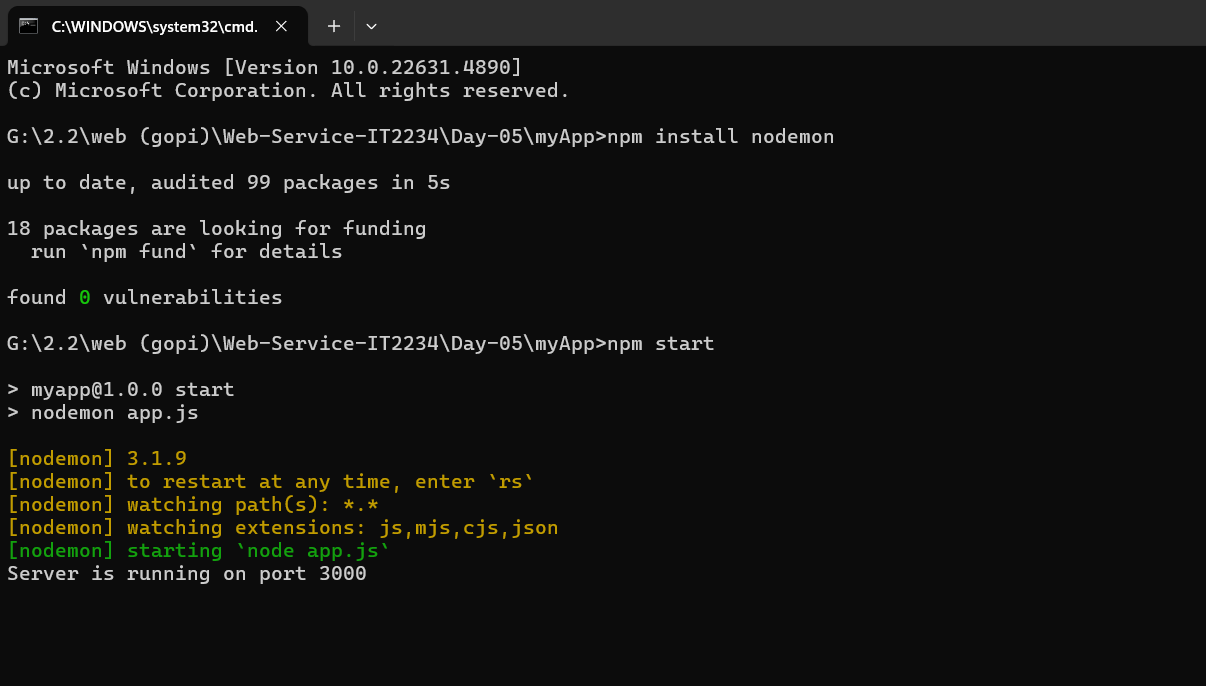 C:\WINDOWS\system32\cmd.
Microsoft Windows [Version 10.0.22631.4890]
(c) Microsoft Corporation. All rights reserved.
G:\2.2\web (gopi)\Web-Service-IT2234\Day-05\myApp>npm install nodemon
up to date, audited 99 packages in 5s
18 packages are looking for funding
  run `npm fund` for details
found 0 vulnerabilities
G:\2.2\web (gopi)\Web-Service-IT2234\Day-05\myApp>npm start
> myapp@1.0.0 start
> nodemon app.js
[nodemon] 3.1.9
[nodemon] to restart at any time, enter `rs`
[nodemon] watching path(s): *.*
[nodemon] watching extensions: js,mjs,cjs,json
[nodemon] starting `node app.js`
Server is running on port 3000